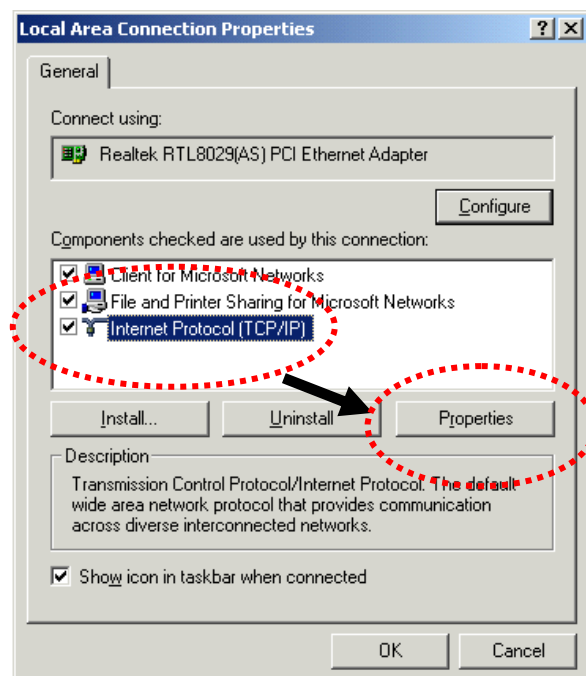 Local Area Connection Properties
General
Connect using:
Realtek RTL8029(AS) PCI Ethernet Adapter
Configure
Components checked are used by this connection:
Client for Microsoft Networks
File and Printer Sharing for Microsoft Networks
Internet Protocol (TCP/IP)
Install... Uninstall Properties
Description
Transmission Control Protocol/Internet Protocol. The default
wide area network protocol that provides communication
across diverse interconnected networks.
Show icon in taskbar when connected
OK Cancel